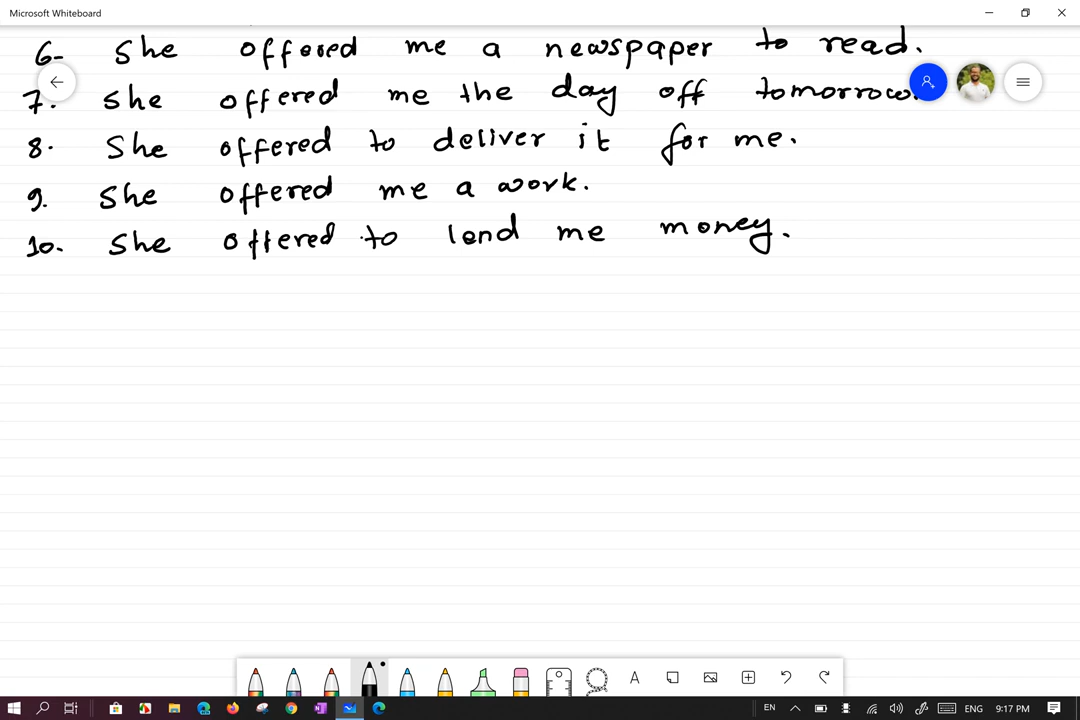 Microsoft Whiteboard
6- She offered me a newspaper to read.
7. She offered me the day off tomorrow.
8. She offered to deliver it for me.
9. She offered me a work.
10. She offered to lend me money.
A
EN
ENG 9:17 PM